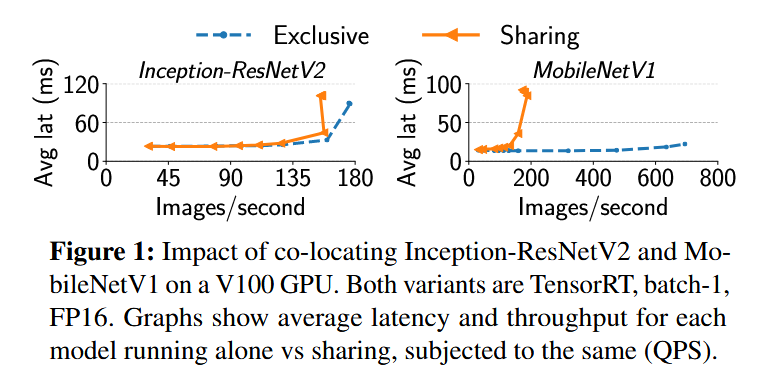 Exclusive Sharing
Inception-ResNetV2
Avg lat (ms)
120
60
0
0 45 90 135 180
Images/second
MobileNetV1
Avg lat (ms)
100
50
0
0 200 400 600 800
Images/second
Figure 1: Impact of co-locating Inception-ResNetV2 and Mo-
bileNetV1 on a V100 GPU. Both variants are TensorRT, batch-1,
FP16. Graphs show average latency and throughput for each
model running alone vs sharing, subjected to the same (QPS).